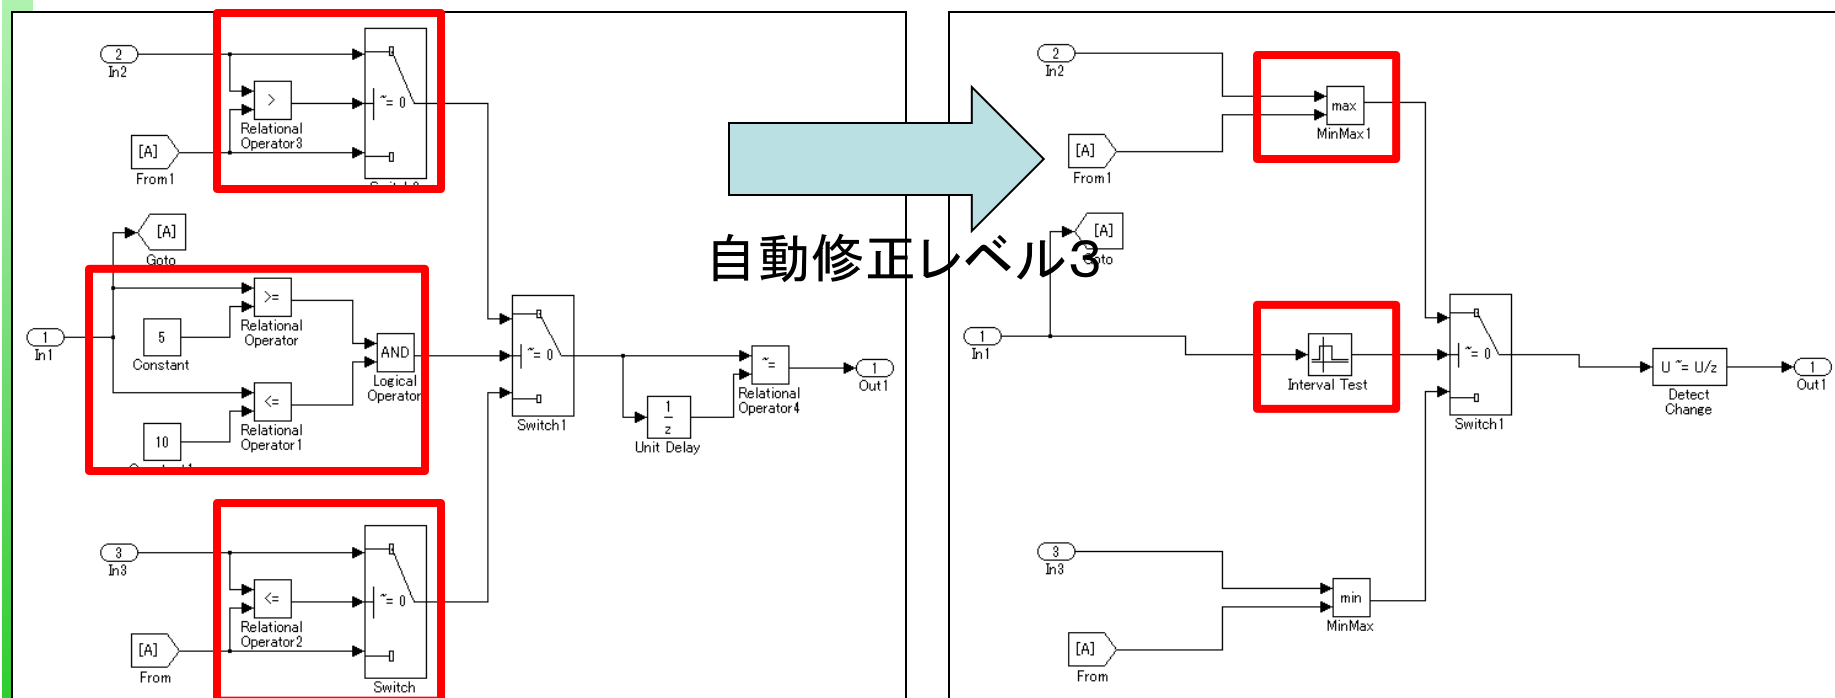 2
In2
>
Relational
Operator3
~= 0
[A]
From1
[A]
Goto
>=
Relational
Operator
5
Constant
AND
Logical
Operator
1
In1
<=
Relational
Operator1
10
~= 0
Switch1
1
z
Unit Delay
~=
Relational
Operator4
1
Out1
3
In3
<=
Relational
Operator2
~= 0
Switch
[A]
From
自動修正レベル3
2
In2
max
MinMax1
[A]
From1
[A]
1
In1
Interval Test
~= 0
Switch1
U ~= U/z
Detect
Change
1
Out1
3
In3
min
MinMax
[A]
From